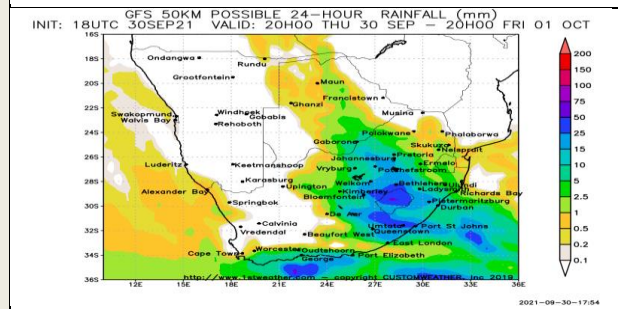 GFS 50KM POSSIBLE 24-HOUR RAINFALL (mm)
INIT: 18UTC 30SEP21 VALID: 20H00 THU 30 SEP - 20H00 FRI 01 OCT
16S
18S
20S
22S
24S
26S
28S
30S
32S
34S
36S
Ondangwa
Rundu
Grootfontein
Maun
Francistown
Ghanzi
Musina
Swakopmund
Walvis Bay
Windhoek
Gobabis
Rehoboth
Polokwane
Phalaborwa
Gaborone
Skukuza
Nelspruit
Johannesburg
Pretoria
Luderitz
Keetmanshoop
Vryburg
Potchefstroom
Ermelo
Karasburg
Welkom
Bethlehem
Ulundi
Alexander Bay
Upington
Kimberley
Ladysmith
Richards Bay
Springbok
Bloemfontein
Pietermaritzburg
Durban
De Aar
Calvinia
Vredendal
Umtata
Port St Johns
Beaufort West
Queenstown
East London
Cape Town
Worcester
Oudtshoorn
George
Port Elizabeth
http://www.1stweather.com - copyright CUSTOMWEATHER, Inc 2019
12E
15E
18E
21E
24E
27E
30E
33E
36E
200
150
100
75
50
25
15
10
5
2.5
1
0.5
0.2
0.1
2021-09-30-17:54